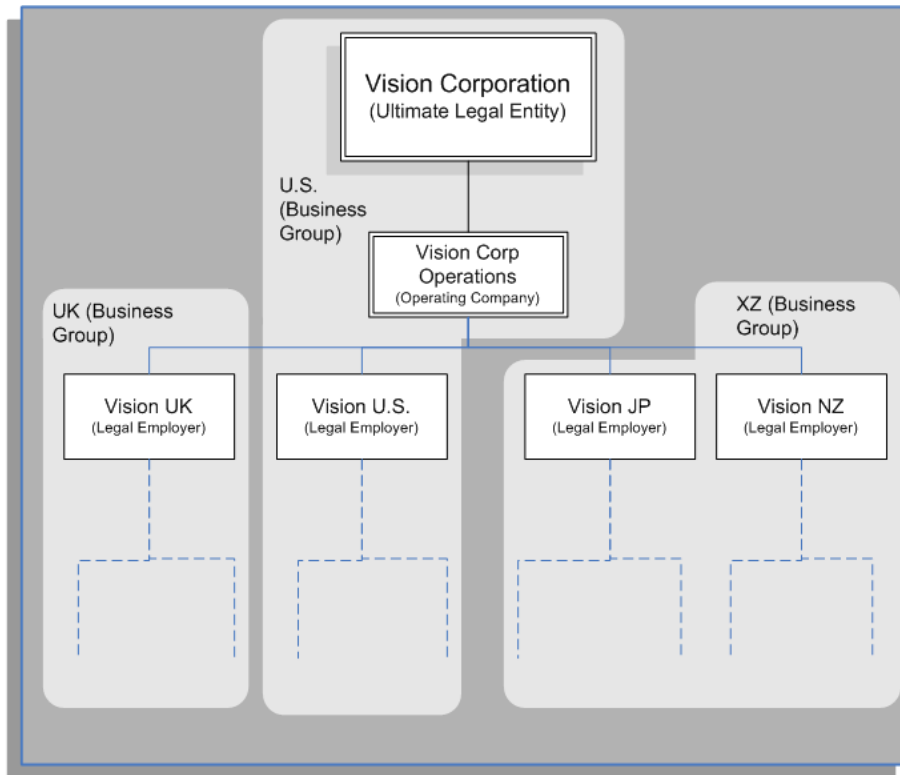 Vision Corporation
(Ultimate Legal Entity)
U.S.
(Business
Group)
Vision Corp
Operations
(Operating Company)
UK (Business
Group)
XZ (Business
Group)
Vision UK
(Legal Employer)
Vision U.S.
(Legal Employer)
Vision JP
(Legal Employer)
Vision NZ
(Legal Employer)